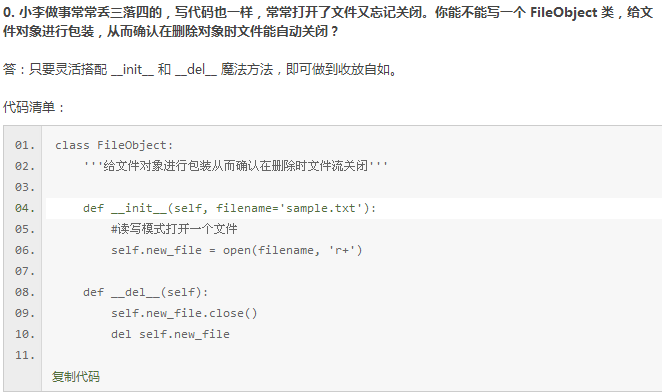 0. 小李做事常常丢三落四的，写代码也一样，常常打开了文件又忘记关闭。你能不能写一个 FileObject 类，给文
件对象进行包装，从而确认在删除对象时文件能自动关闭？
答：只要灵活搭配 __init__ 和 __del__ 魔法方法，即可做到收放自如。
代码清单：
01. class FileObject:
02.     '''给文件对象进行包装从而确认在删除时文件流关闭'''
03.
04.     def __init__(self, filename='sample.txt'):
05.         #读写模式打开一个文件
06.         self.new_file = open(filename, 'r+')
07.
08.     def __del__(self):
09.         self.new_file.close()
10.         del self.new_file
11.
复制代码